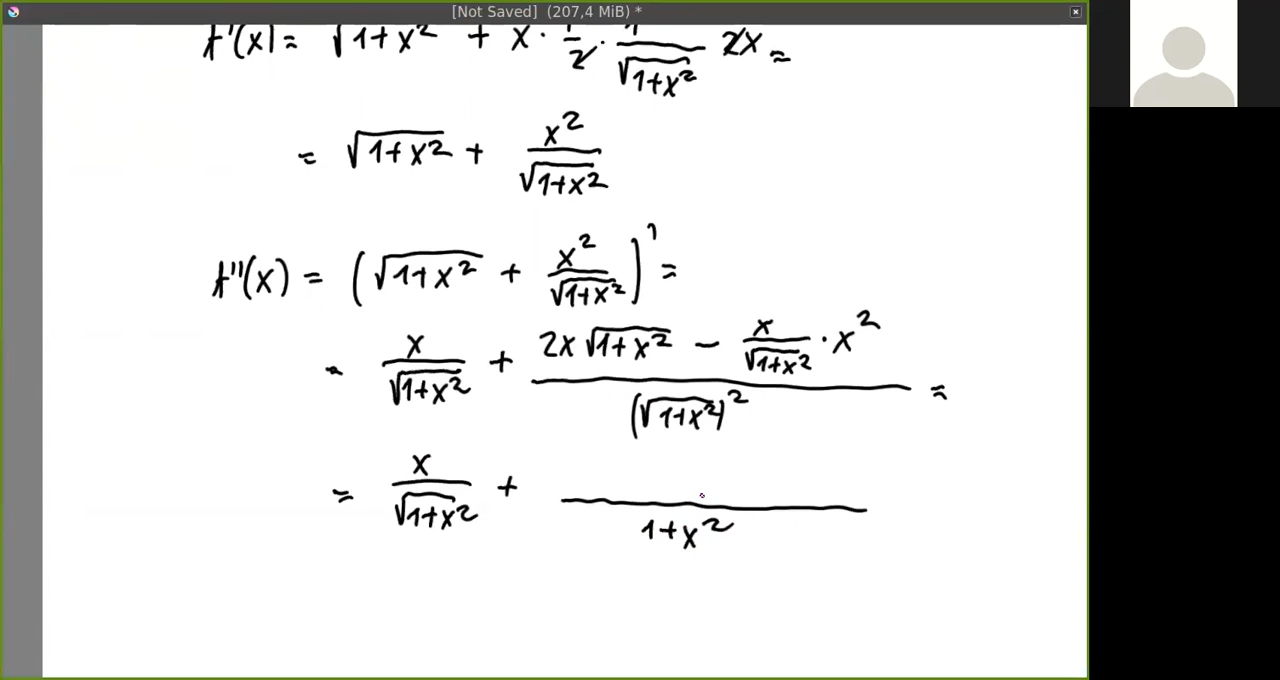 [Not Saved] (207,4 MiB) *
f'(x) = √(1+x²) + x · 1/2 · 1/√(1+x²) 2x =
= √(1+x²) + x²/√(1+x²)
f''(x) = (√(1+x²) + x²/√(1+x²))' =
= x/√(1+x²) + (2x√(1+x²) − x/√(1+x²) · x²)/(√(1+x²))² =
= x/√(1+x²) + /(1+x²)